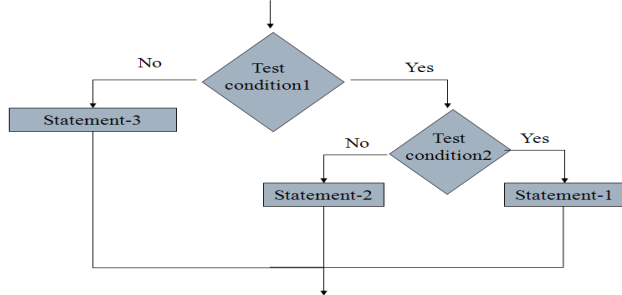 No
Test
condition1
Yes
Statement-3
No
Test
condition2
Yes
Statement-2
Statement-1